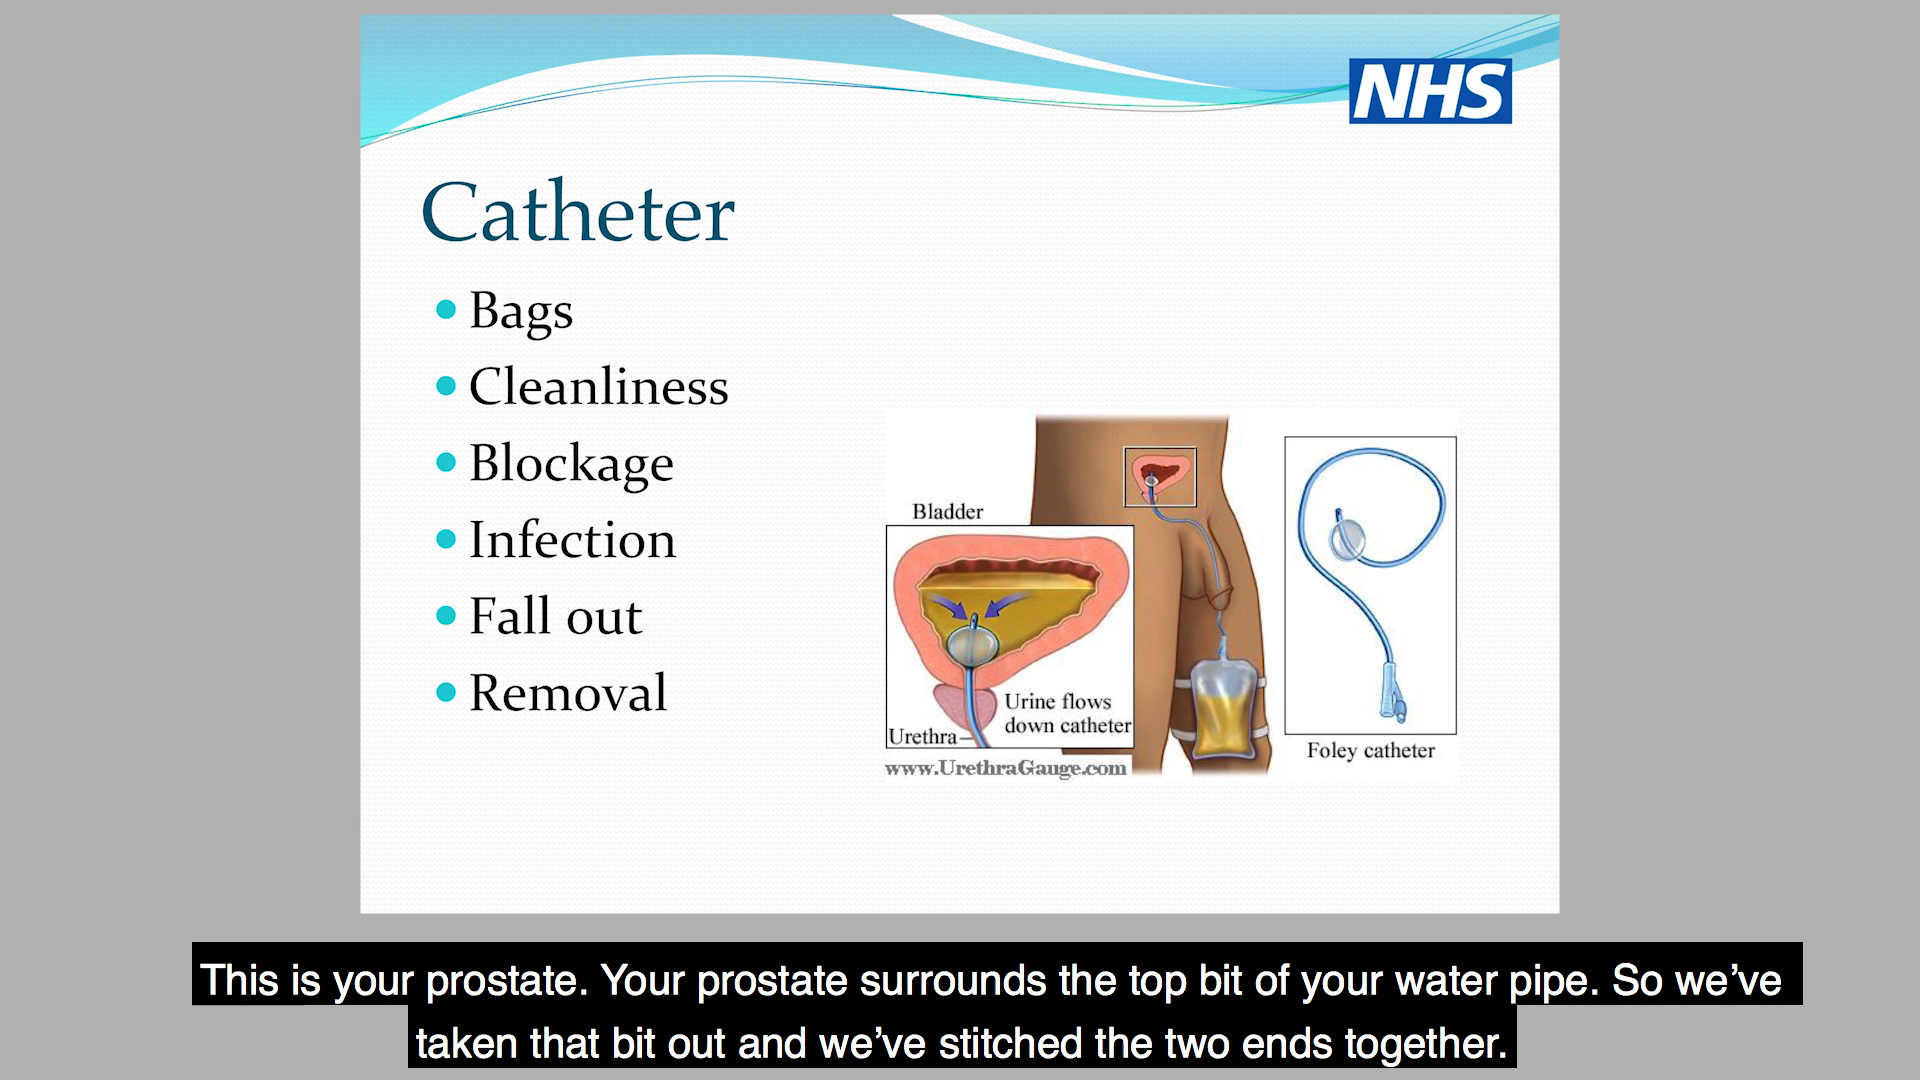 NHS
Catheter
Bags
Cleanliness
Blockage
Infection
Fall out
Removal
Bladder
Urine flows
down catheter
Urethra
www.UrethraGauge.com
Foley catheter
This is your prostate. Your prostate surrounds the top bit of your water pipe. So we’ve
taken that bit out and we’ve stitched the two ends together.